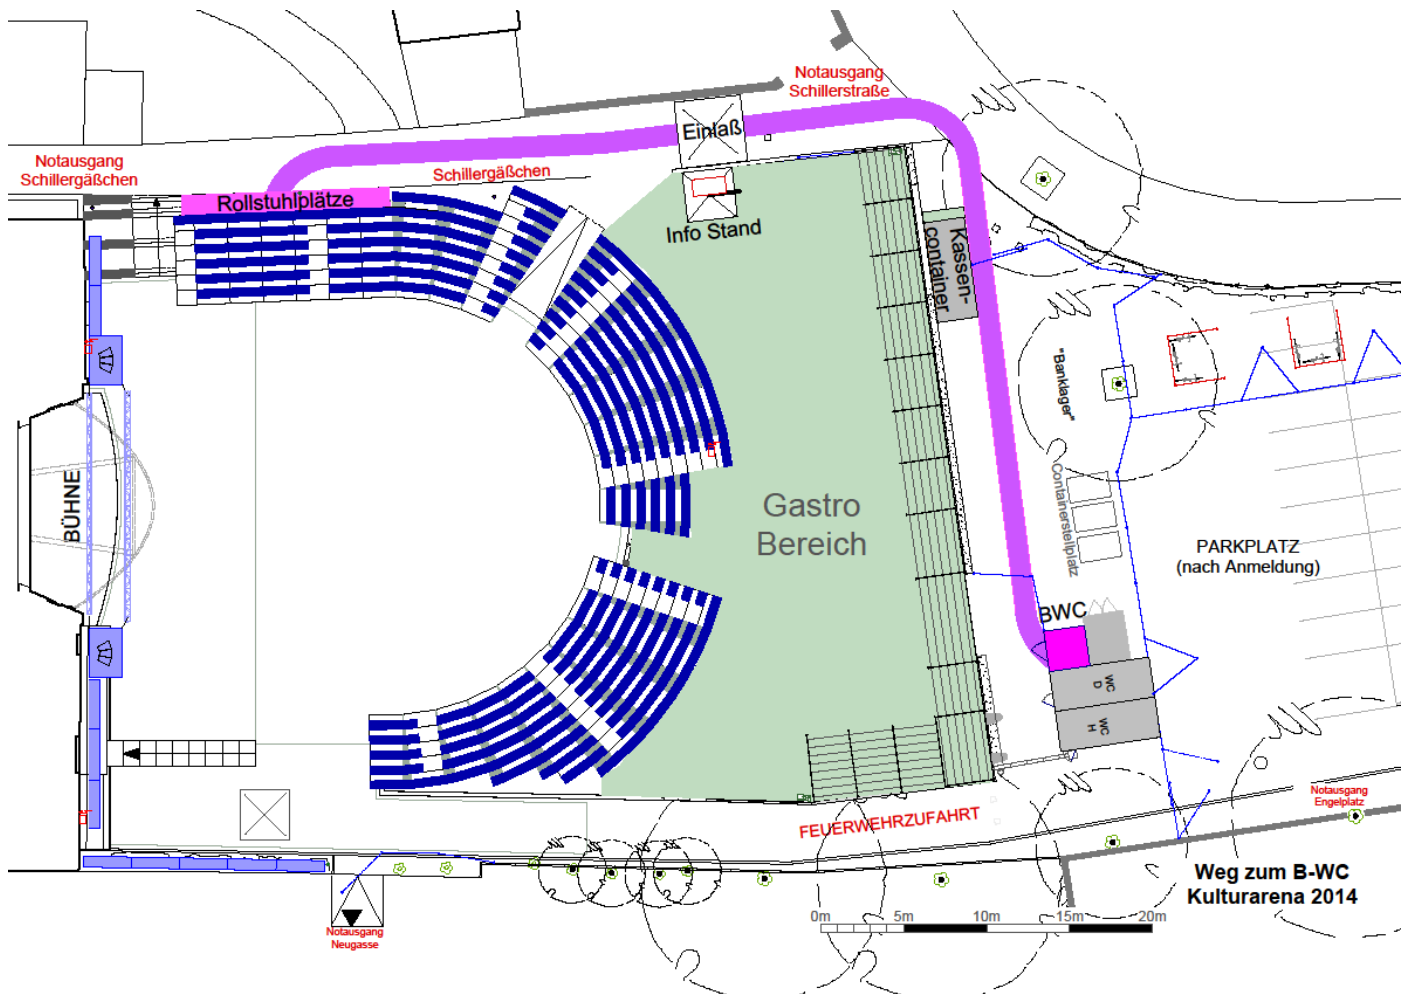 Notausgang
Schillerstraße
Einlaß
Notausgang
Schillergäßchen
Schillergäßchen
Rollstuhlplätze
Info Stand
Kassen-
container
"Banklager"
BÜHNE
Gastro
Bereich
Containerstellplatz
PARKPLATZ
(nach Anmeldung)
BWC
WC
D
WC
H
FEUERWEHRZUFAHRT
Notausgang
Engelplatz
Weg zum B-WC
Kulturarena 2014
0m 5m 10m 15m 20m
Notausgang
Neugasse